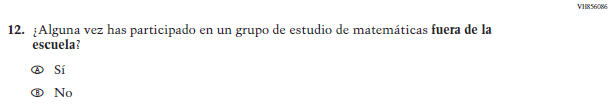 VH856086
12. ¿Alguna vez has participado en un grupo de estudio de matemáticas fuera de la
escuela?
A Sí
B No